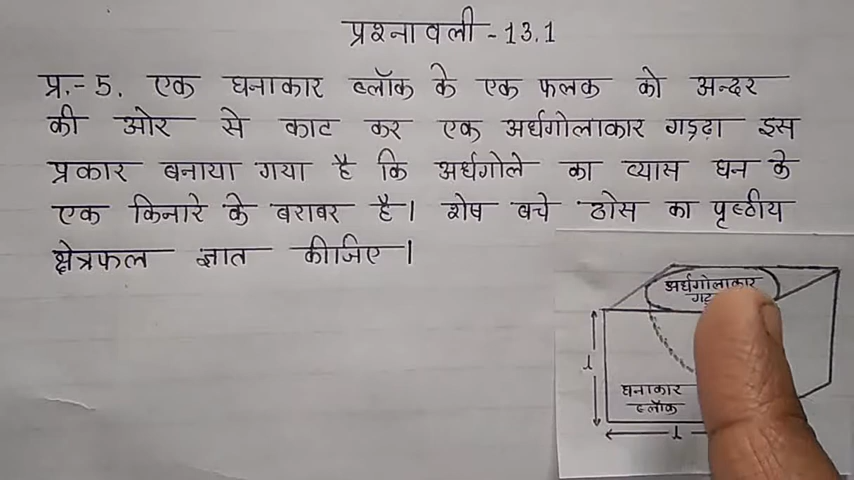 प्रश्नावली - 13.1
प्र.- 5. एक घनाकार ब्लॉक के एक फलक को अन्दर
की ओर से काट कर एक अर्धगोलाकार गड्ढा इस
प्रकार बनाया गया है कि अर्धगोले का व्यास घन के
एक किनारे के बराबर है। शेष बचे ठोस का पृष्ठीय
क्षेत्रफल ज्ञात कीजिए।
अर्धगोलाकार
l
घनाकार
ब्लॉक
l